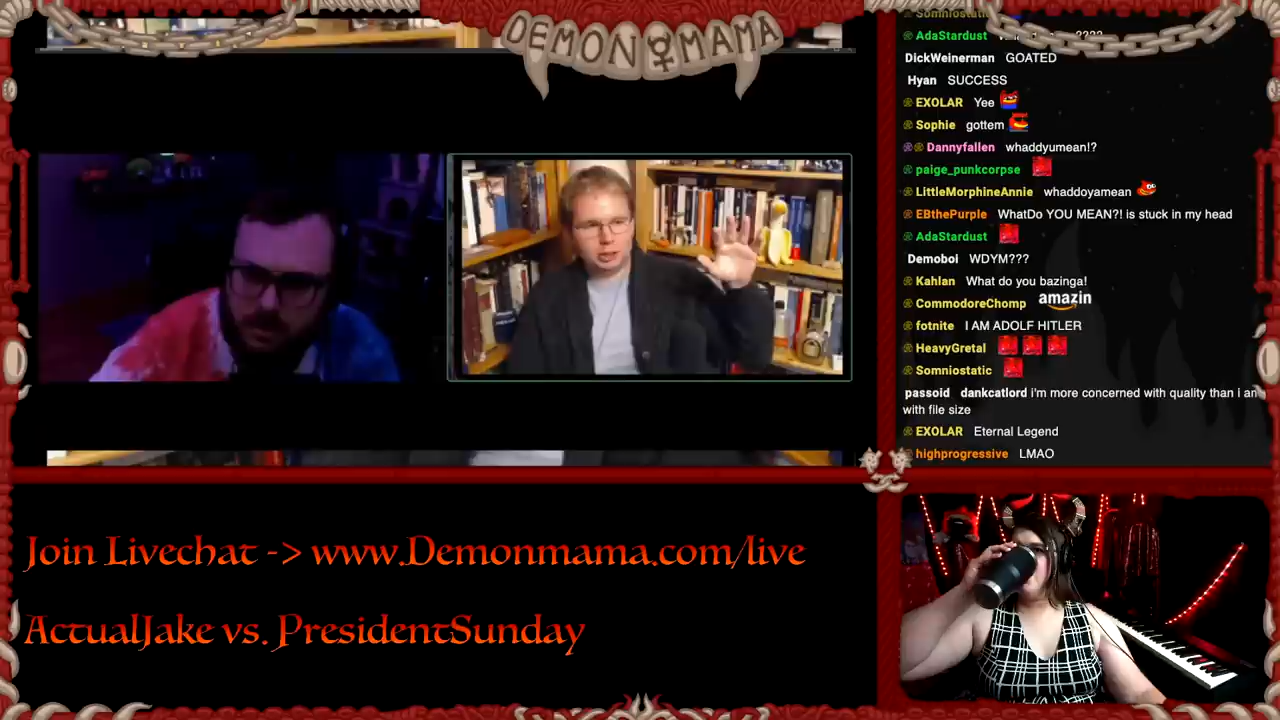 DEMON MAMA
Somniostatic
AdaStardust
DickWeinerman GOATED
Hyan SUCCESS
EXOLAR Yee
Sophie gottem
Dannyfallen whaddyumean!?
paige_punkcorpse
LittleMorphineAnnie whaddoyamean
EBthePurple WhatDo YOU MEAN?! is stuck in my head
AdaStardust
Demoboi WDYM???
Kahlan What do you bazinga!
CommodoreChomp amazin
fotnite I AM ADOLF HITLER
HeavyGretal
Somniostatic
passoid dankcatlord i'm more concerned with quality than i am
with file size
EXOLAR Eternal Legend
highprogressive LMAO
Join Livechat -> www.Demonmama.com/live
ActualJake vs. PresidentSunday